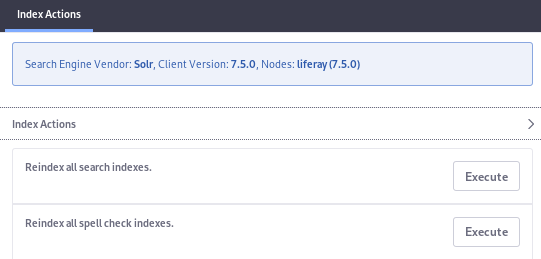 Index Actions
Search Engine Vendor: Solr, Client Version: 7.5.0, Nodes: liferay (7.5.0)
Index Actions
Reindex all search indexes.
Execute
Reindex all spell check indexes.
Execute